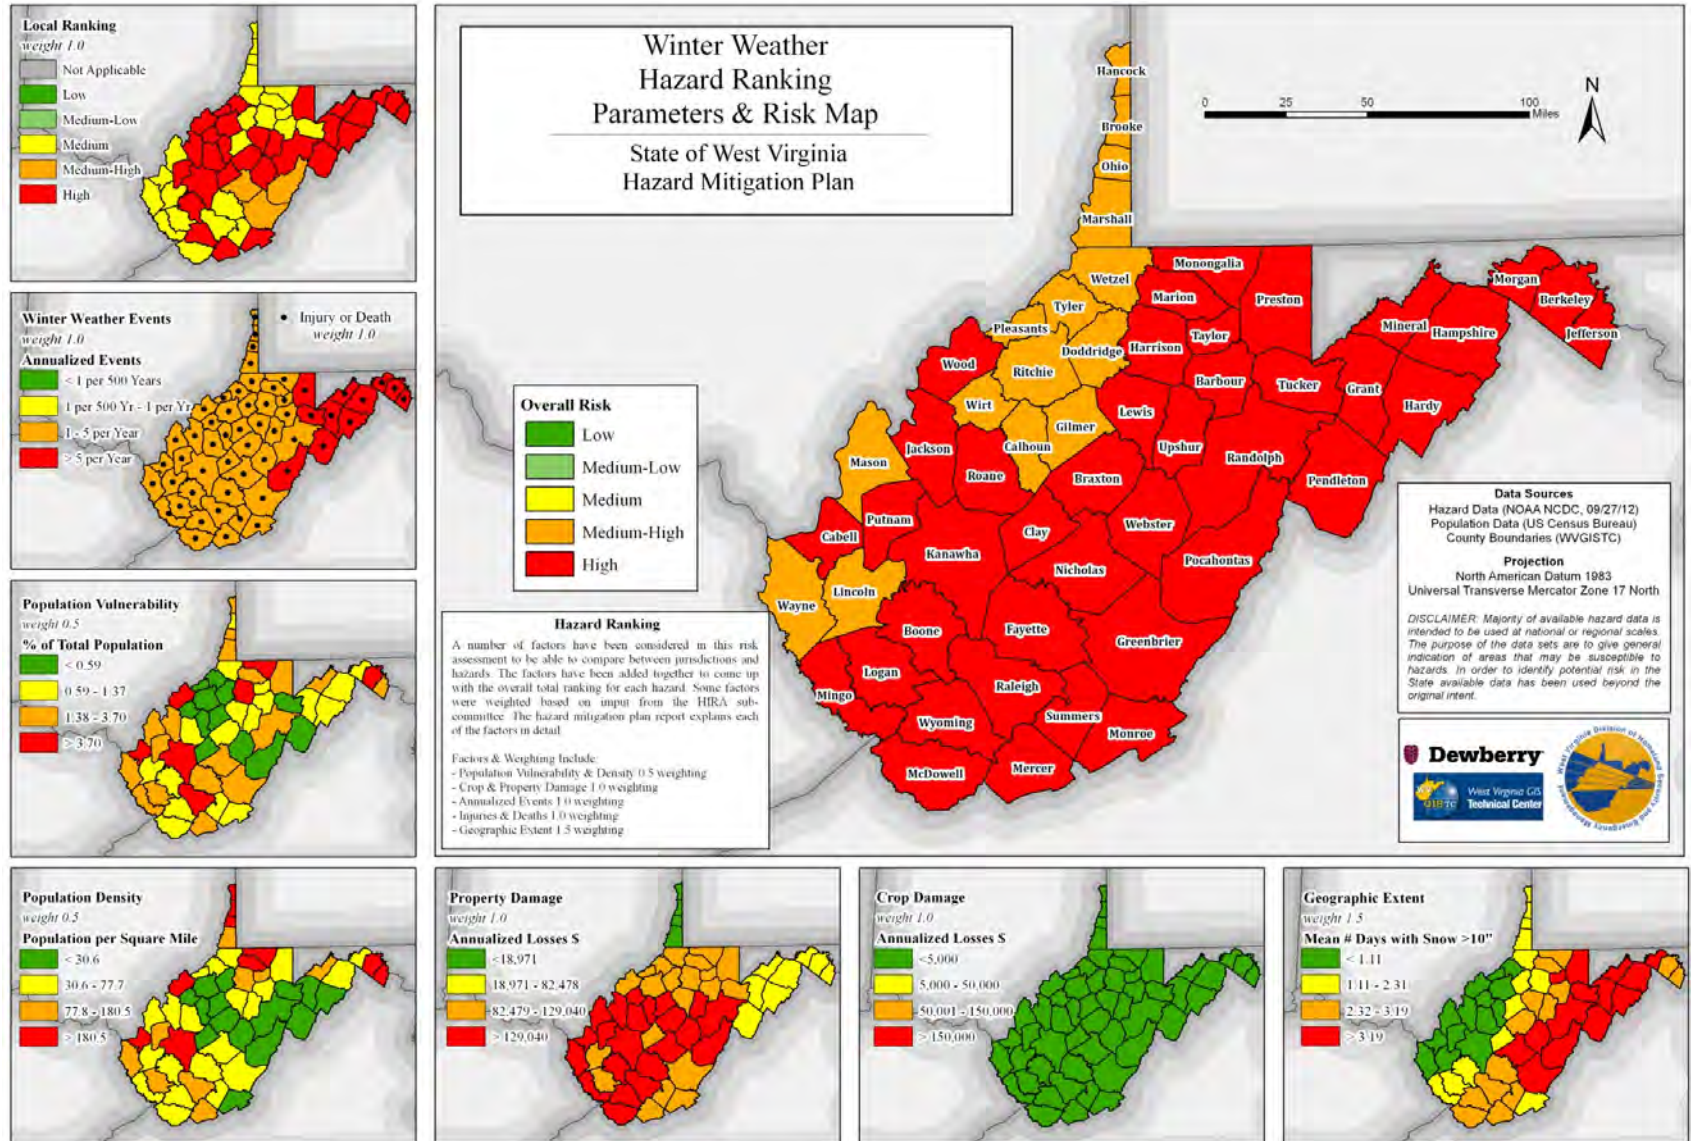 Local Ranking
weight 1.0
Not Applicable
Low
Medium-Low
Medium
Medium-High
High
Winter Weather Events
weight 1.0
Annualized Events
< 1 per 500 Years
1 per 500 Yr - 1 per Yr
1 - 5 per Year
> 5 per Year
Injury or Death
weight 1.0
Population Vulnerability
weight 0.5
% of Total Population
< 0.59
0.59 - 1.37
1.38 - 3.70
> 3.70
Population Density
weight 0.5
Population per Square Mile
< 30.6
30.6 - 77.7
77.8 - 180.5
> 180.5
Winter Weather
Hazard Ranking
Parameters & Risk Map
State of West Virginia
Hazard Mitigation Plan
0 25 50 100
Miles
N
Hancock
Brooke
Ohio
Marshall
Wetzel
Monongalia
Marion
Preston
Morgan
Berkeley
Jefferson
Mineral
Hampshire
Tyler
Pleasants
Doddridge
Harrison
Taylor
Wood
Ritchie
Barbour
Tucker
Grant
Hardy
Wirt
Lewis
Gilmer
Calhoun
Upshur
Randolph
Pendleton
Mason
Jackson
Roane
Braxton
Putnam
Cabell
Clay
Webster
Kanawha
Nicholas
Pocahontas
Wayne
Lincoln
Boone
Fayette
Greenbrier
Logan
Mingo
Raleigh
Wyoming
Summers
Monroe
McDowell
Mercer
Overall Risk
Low
Medium-Low
Medium
Medium-High
High
Hazard Ranking
A number of factors have been considered in this risk
assessment to be able to compare between jurisdictions and
hazards. The factors have been added together to come up
with the overall total ranking for each hazard. Some factors
were weighted based on imput from the HIRA sub-
committee. The hazard mitigation plan report explains each
of the factors in detail
Factors & Weighting Include:
- Population Vulnerability & Density 0.5 weighting
- Crop & Property Damage 1.0 weighting
- Annualized Events 1.0 weighting
- Injuries & Deaths 1.0 weighting
- Geographic Extent 1.5 weighting
Data Sources
Hazard Data (NOAA NCDC, 09/27/12)
Population Data (US Census Bureau)
County Boundaries (WVGISTC)
Projection
North American Datum 1983
Universal Transverse Mercator Zone 17 North
DISCLAIMER: Majority of available hazard data is
intended to be used at national or regional scales.
The purpose of the data sets are to give general
indication of areas that may be susceptible to
hazards. In order to identify potential risk in the
State available data has been used beyond the
original intent.
Dewberry
West Virginia GIS
Technical Center
West Virginia Division of Homeland Security and Emergency Management
Property Damage
weight 1.0
Annualized Losses $
<18,971
18,971 - 82,478
82,479 - 129,040
> 129,040
Crop Damage
weight 1.0
Annualized Losses $
<5,000
5,000 - 50,000
50,001 - 150,000
> 150,000
Geographic Extent
weight 1.5
Mean # Days with Snow >10"
< 1.11
1.11 - 2.31
2.32 - 3.19
> 3.19